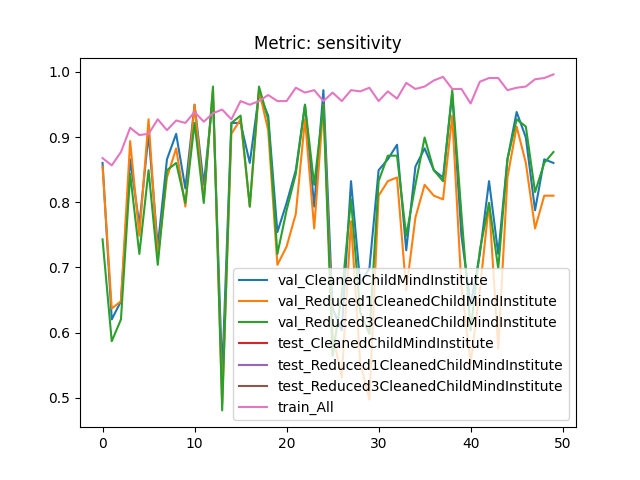 Metric: sensitivity
1.0
0.9
0.8
0.7
0.6
0.5
val_CleanedChildMindInstitute
val_Reduced1CleanedChildMindInstitute
val_Reduced3CleanedChildMindInstitute
test_CleanedChildMindInstitute
test_Reduced1CleanedChildMindInstitute
test_Reduced3CleanedChildMindInstitute
train_All
0 10 20 30 40 50